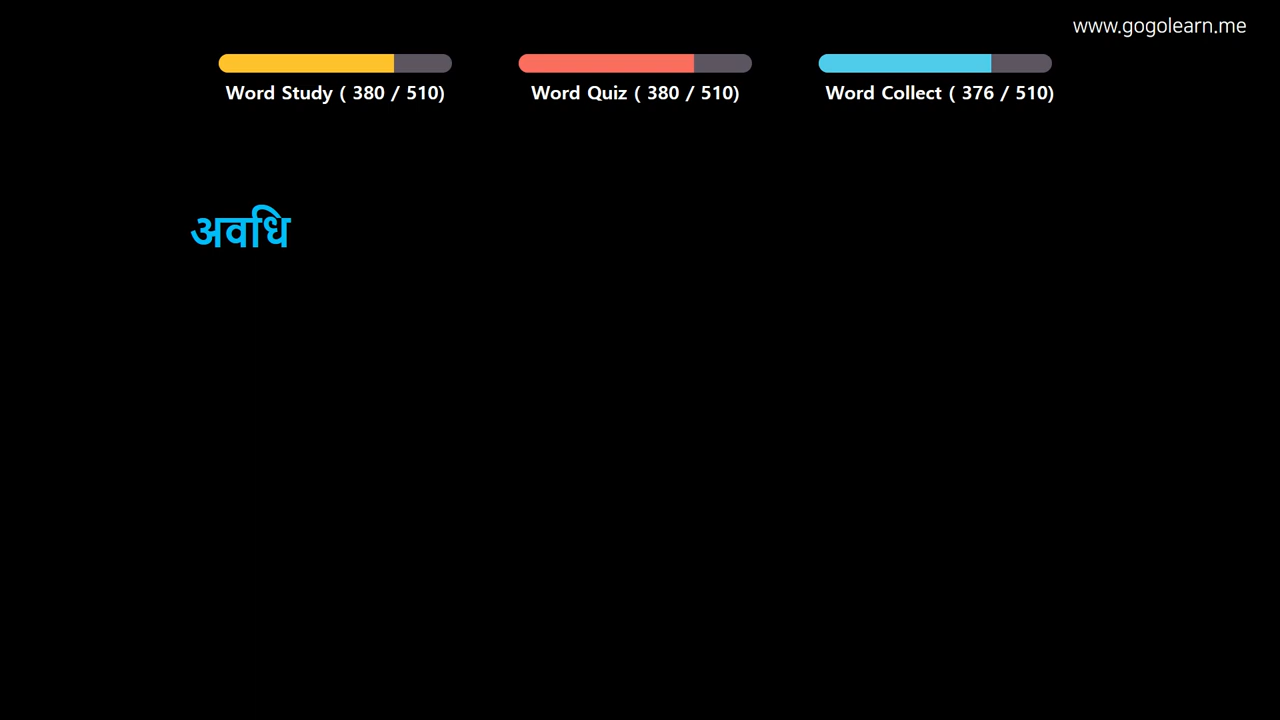 www.gogolearn.me
Word Study ( 380 / 510)
Word Quiz ( 380 / 510)
Word Collect ( 376 / 510)
अवधि